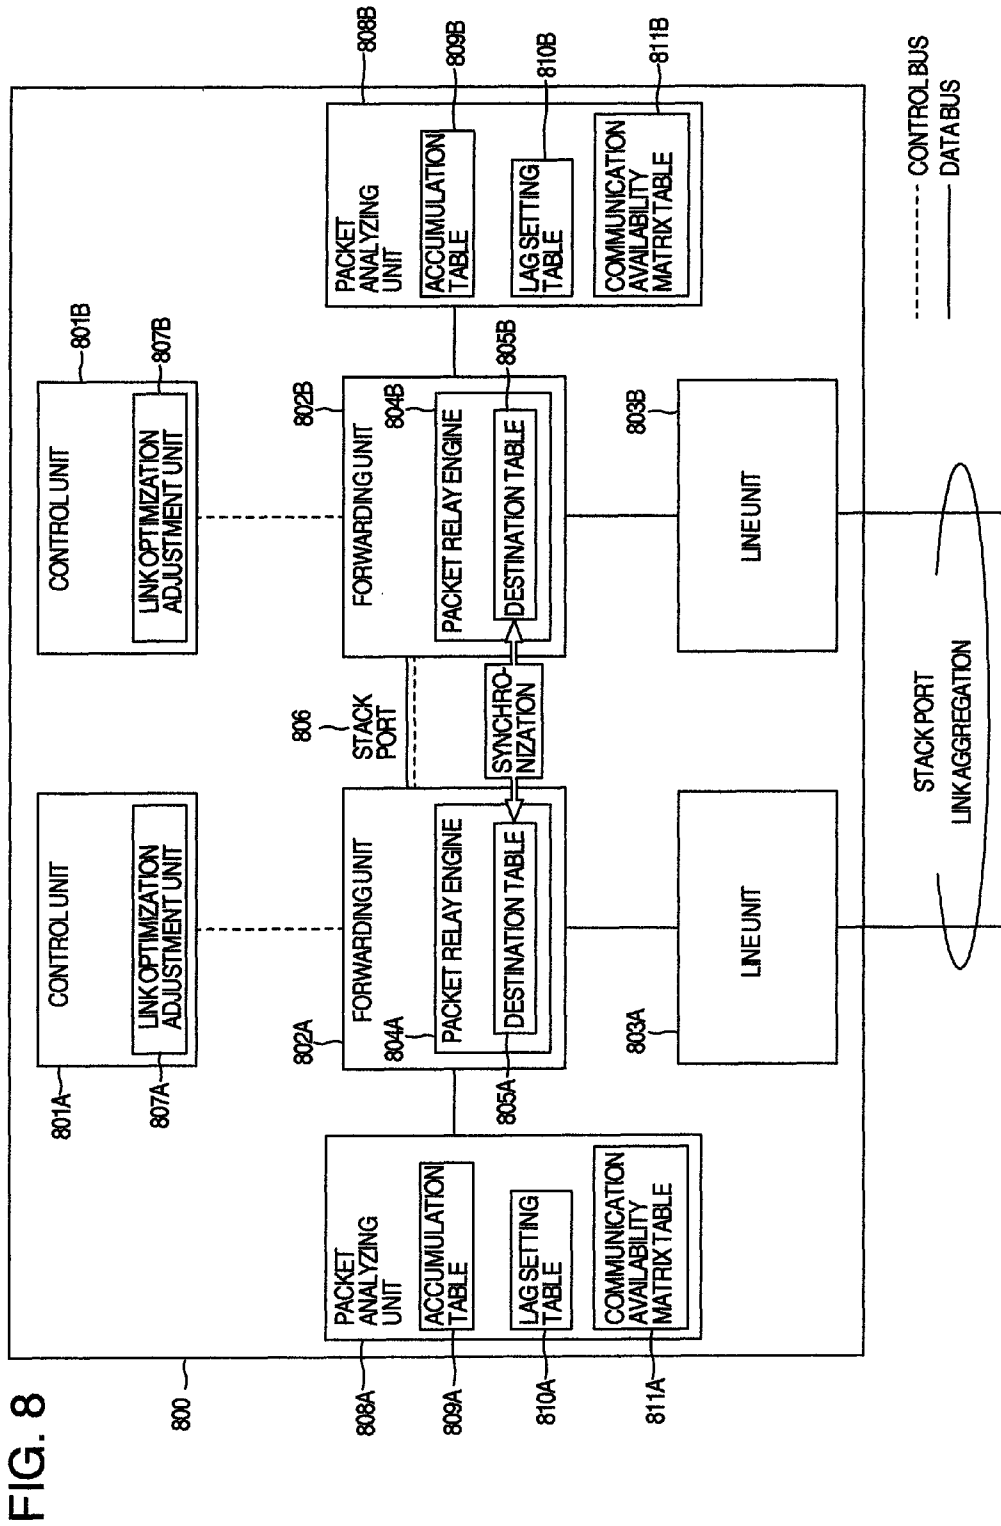 FIG. 8
800
801A
CONTROL UNIT
LINK OPTIMIZATION
ADJUSTMENT UNIT
807A
801B
CONTROL UNIT
LINK OPTIMIZATION
ADJUSTMENT UNIT
807B
808A
PACKET
ANALYZING
UNIT
809A
ACCUMULATION
TABLE
810A
LAG SETTING
TABLE
811A
COMMUNICATION
AVAILABILITY
MATRIX TABLE
802A
FORWARDING UNIT
804A
PACKET RELAY ENGINE
805A
DESTINATION TABLE
806
STACK
PORT
SYNCHRO-
NIZATION
802B
FORWARDING UNIT
804B
PACKET RELAY ENGINE
805B
DESTINATION TABLE
808B
PACKET
ANALYZING
UNIT
809B
ACCUMULATION
TABLE
810B
LAG SETTING
TABLE
811B
COMMUNICATION
AVAILABILITY
MATRIX TABLE
803A
LINE UNIT
803B
LINE UNIT
STACK PORT
LINK AGGREGATION
CONTROL BUS
DATA BUS